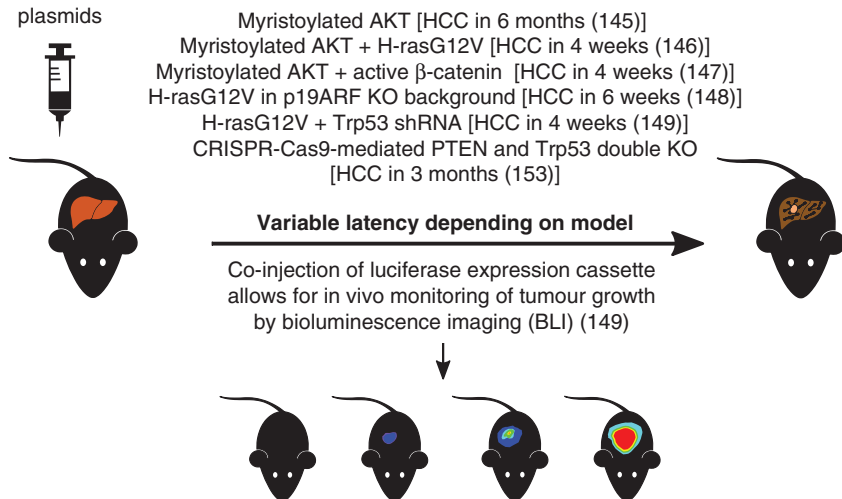 plasmids
Myristoylated AKT [HCC in 6 months (145)]
Myristoylated AKT + H-rasG12V [HCC in 4 weeks (146)]
Myristoylated AKT + active β-catenin [HCC in 4 weeks (147)]
H-rasG12V in p19ARF KO background [HCC in 6 weeks (148)]
H-rasG12V + Trp53 shRNA [HCC in 4 weeks (149)]
CRISPR-Cas9-mediated PTEN and Trp53 double KO
[HCC in 3 months (153)]
Variable latency depending on model
Co-injection of luciferase expression cassette
allows for in vivo monitoring of tumour growth
by bioluminescence imaging (BLI) (149)